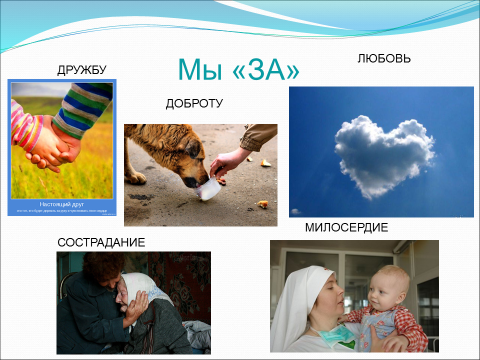 Мы «ЗА»
ДРУЖБУ
ДОБРОТУ
ЛЮБОВЬ
Настоящий друг
СОСТРАДАНИЕ
МИЛОСЕРДИЕ